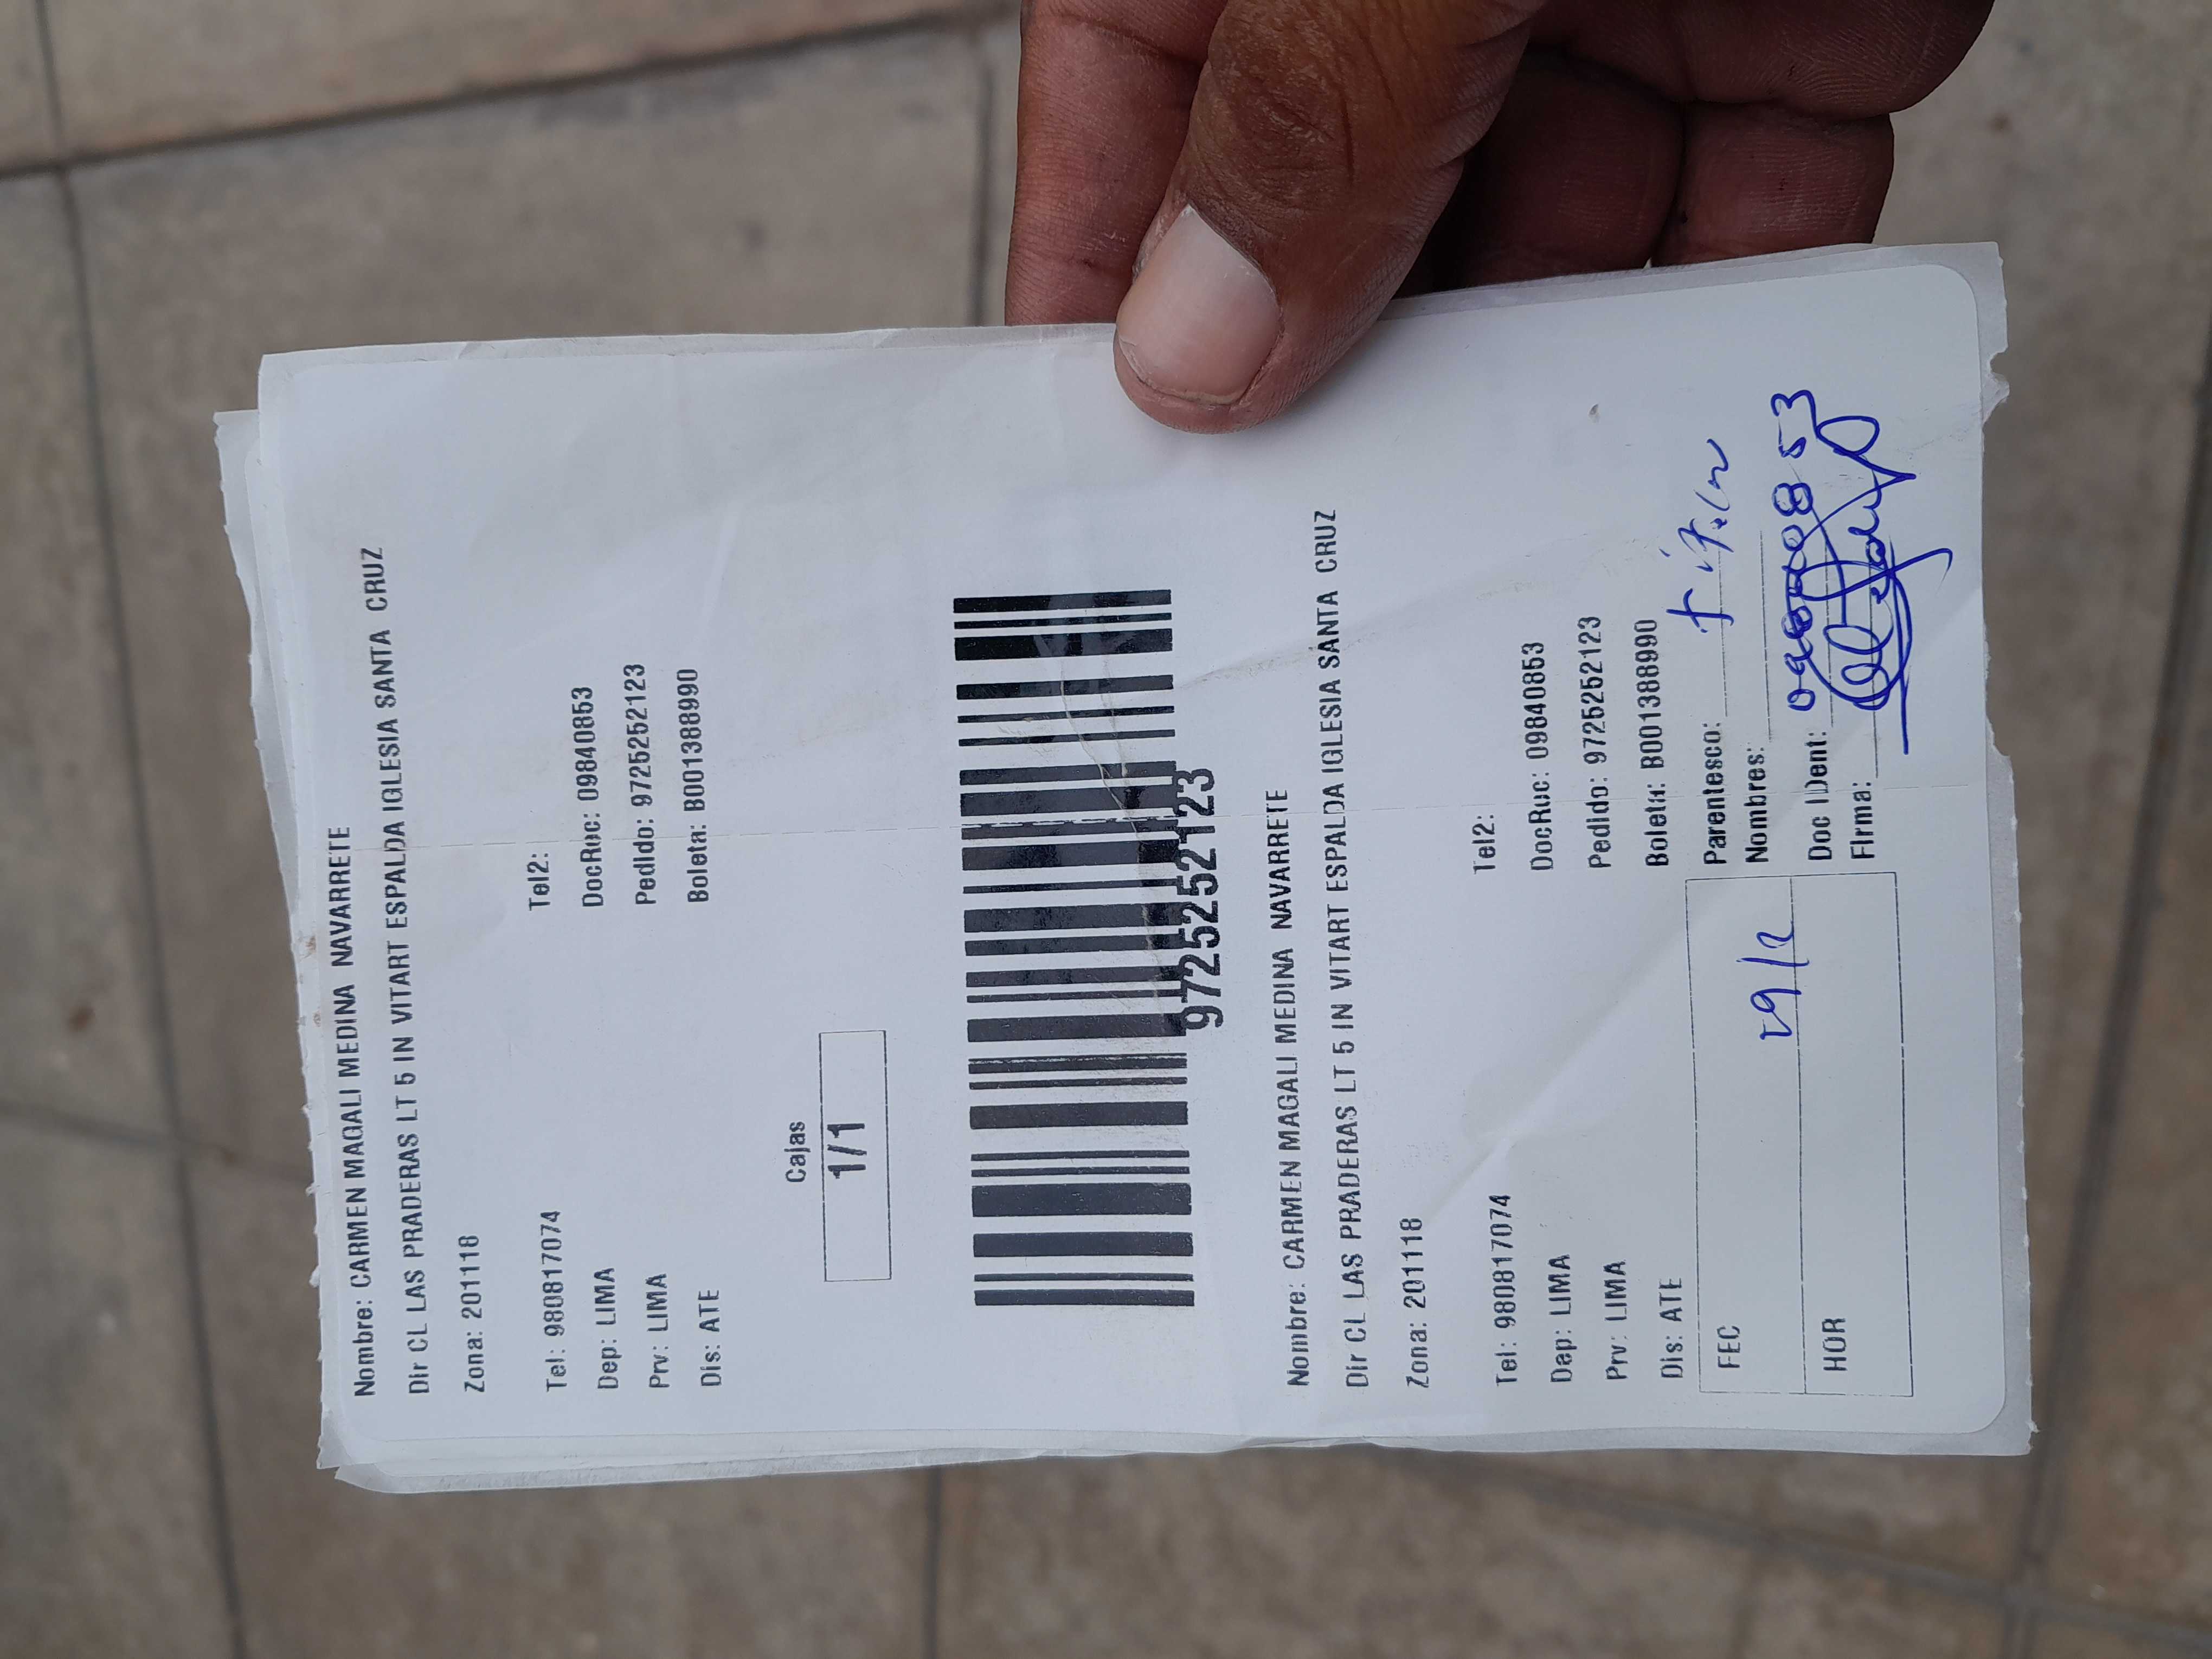 Nombre: CARMEN MAGALI MEDINA NAVARRETE
Dir CL LAS PRADERAS LT 5 IN VITART ESPALDA IGLESIA SANTA CRUZ
Zona: 201118
Tel: 980817074 Tel2:
Dep: LIMA DocRuc: 09840853
Prv: LIMA Pedido: 97252521​23
Dis: ATE Boleta: B001388990
Cajas
1/1
9725252123
Nombre: CARMEN MAGALI MEDINA NAVARRETE
Dir CL LAS PRADERAS LT 5 IN VITART ESPALDA IGLESIA SANTA CRUZ
Zona: 201118
Tel: 980817074 Tel2:
Dep: LIMA DocRuc: 09840853
Prv: LIMA Pedido: 9725252123
Dis: ATE Boleta: B001388990
FEC Parentesco:
Nombres:
HOR Doc IDent:
Firma: